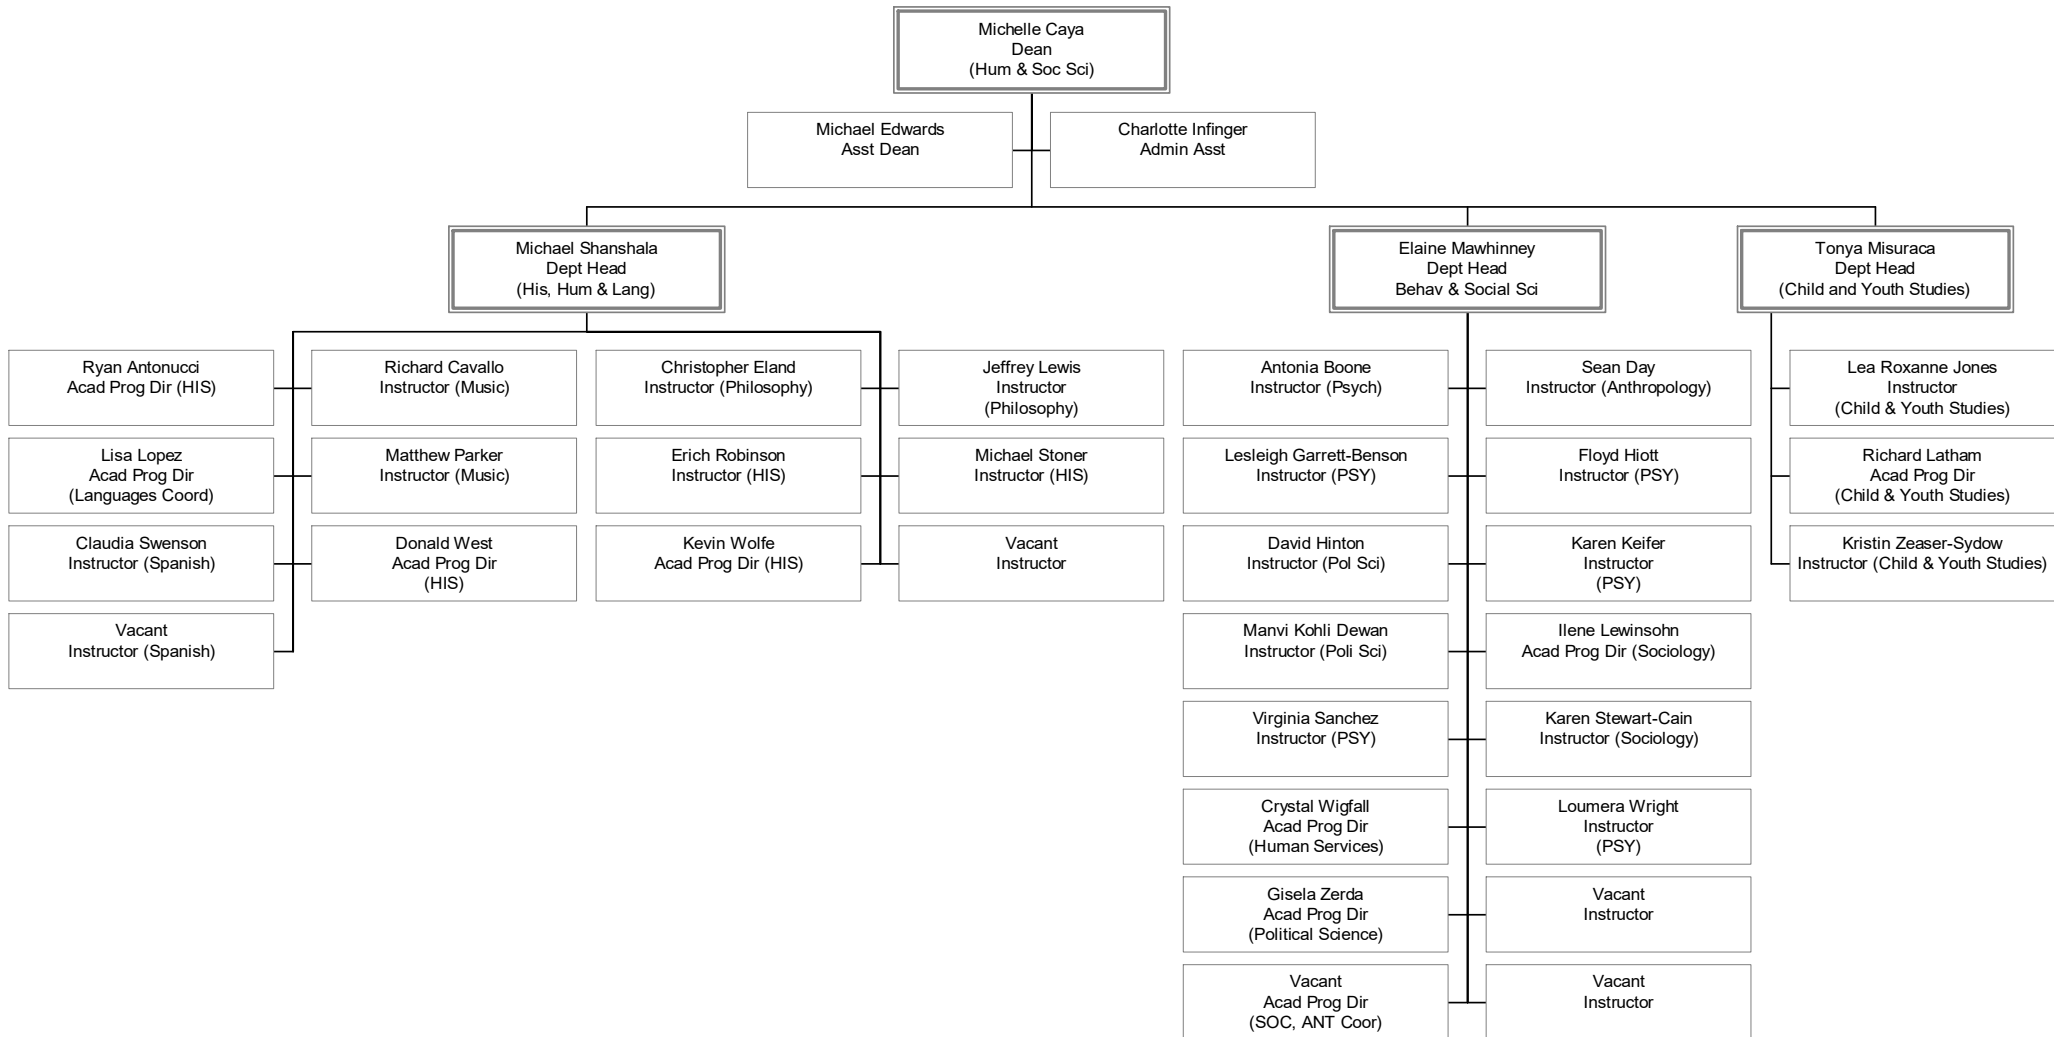 Michelle Caya
Dean
(Hum & Soc Sci)
Michael Edwards
Asst Dean
Charlotte Infinger
Admin Asst
Michael Shanshala
Dept Head
(His, Hum & Lang)
Elaine Mawhinney
Dept Head
Behav & Social Sci
Tonya Misuraca
Dept Head
(Child and Youth Studies)
Ryan Antonucci
Acad Prog Dir (HIS)
Richard Cavallo
Instructor (Music)
Lisa Lopez
Acad Prog Dir
(Languages Coord)
Matthew Parker
Instructor (Music)
Claudia Swenson
Instructor (Spanish)
Donald West
Acad Prog Dir
(HIS)
Vacant
Instructor (Spanish)
Christopher Eland
Instructor (Philosophy)
Jeffrey Lewis
Instructor
(Philosophy)
Erich Robinson
Instructor (HIS)
Michael Stoner
Instructor (HIS)
Kevin Wolfe
Acad Prog Dir (HIS)
Vacant
Instructor
Antonia Boone
Instructor (Psych)
Sean Day
Instructor (Anthropology)
Lesleigh Garrett-Benson
Instructor (PSY)
Floyd Hiott
Instructor (PSY)
David Hinton
Instructor (Pol Sci)
Karen Keifer
Instructor
(PSY)
Manvi Kohli Dewan
Instructor (Poli Sci)
Ilene Lewinsohn
Acad Prog Dir (Sociology)
Virginia Sanchez
Instructor (PSY)
Karen Stewart-Cain
Instructor (Sociology)
Crystal Wigfall
Acad Prog Dir
(Human Services)
Loumera Wright
Instructor
(PSY)
Gisela Zerda
Acad Prog Dir
(Political Science)
Vacant
Instructor
Vacant
Acad Prog Dir
(SOC, ANT Coor)
Vacant
Instructor
Lea Roxanne Jones
Instructor
(Child & Youth Studies)
Richard Latham
Acad Prog Dir
(Child & Youth Studies)
Kristin Zeaser-Sydow
Instructor (Child & Youth Studies)